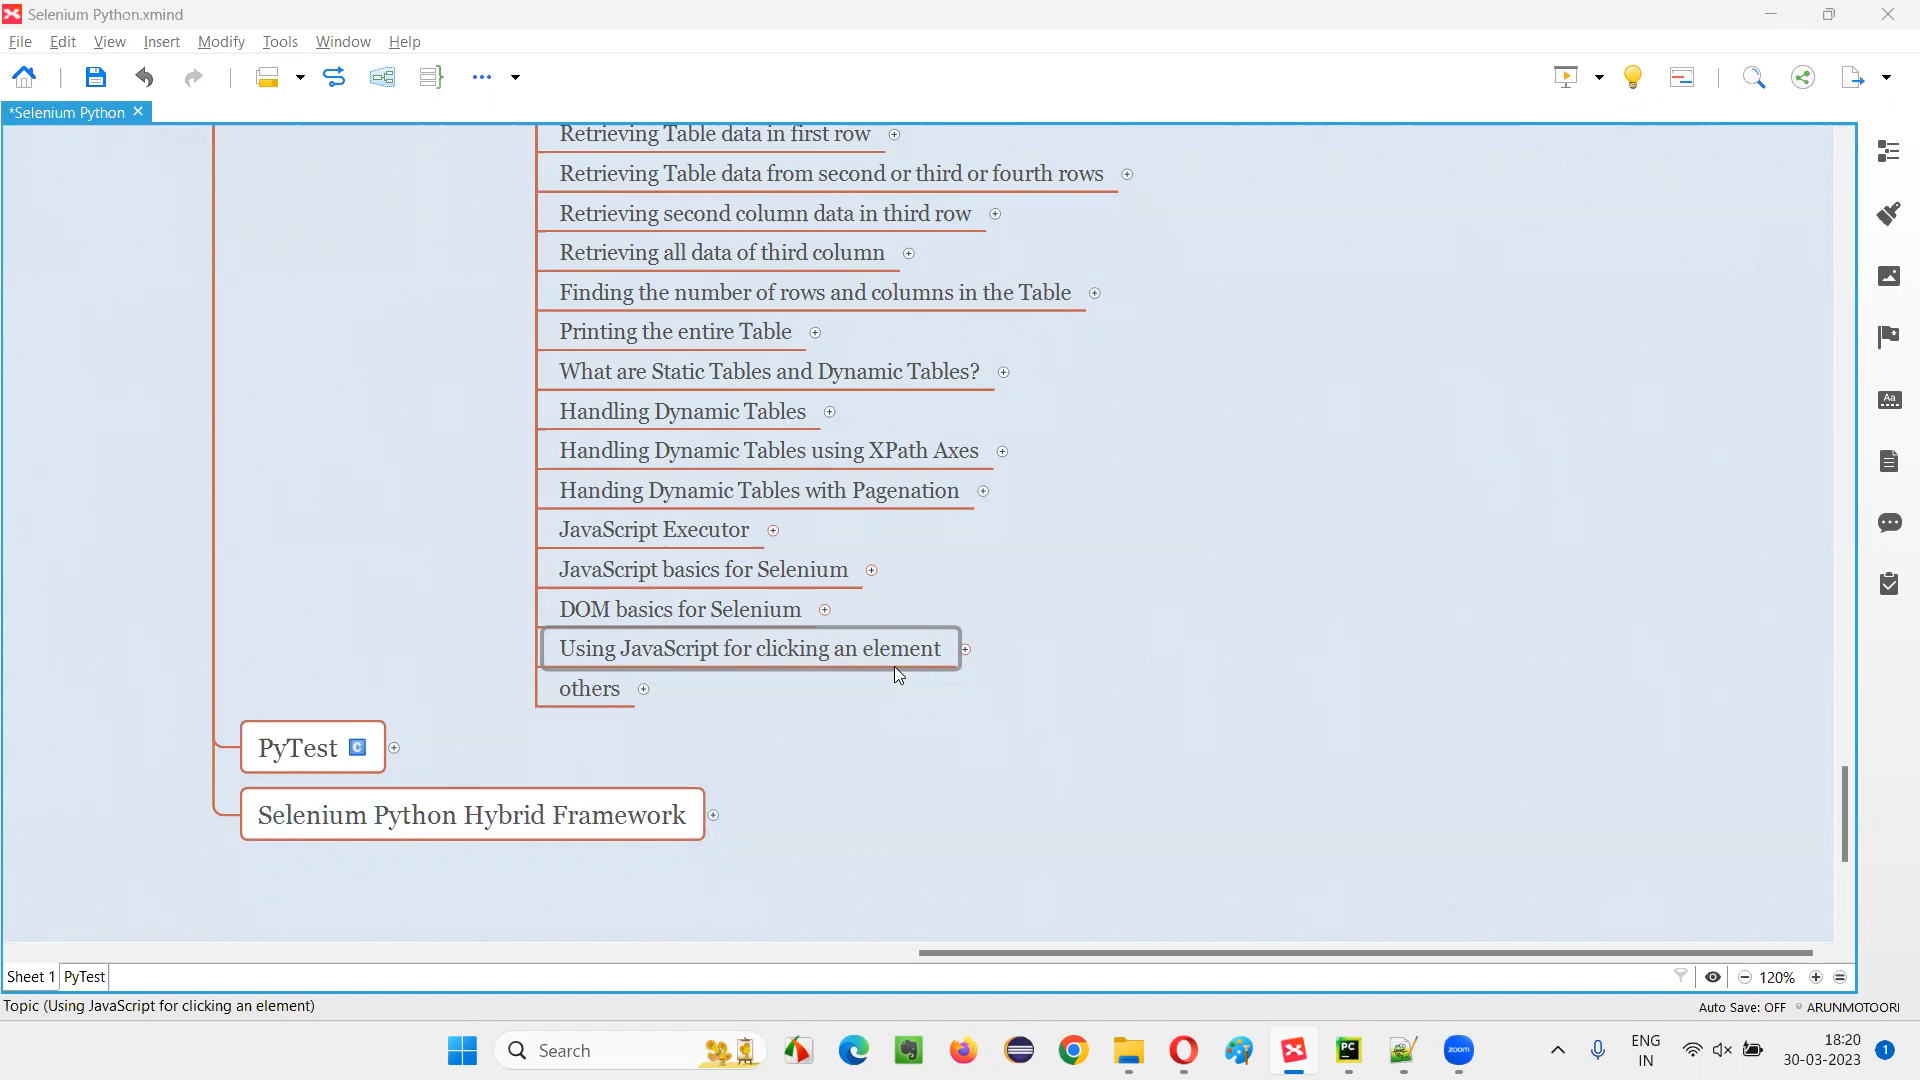 Selenium Python.xmind
File Edit View Insert Modify Tools Window Help
*Selenium Python
Retrieving Table data in first row
Retrieving Table data from second or third or fourth rows
Retrieving second column data in third row
Retrieving all data of third column
Finding the number of rows and columns in the Table
Printing the entire Table
What are Static Tables and Dynamic Tables?
Handling Dynamic Tables
Handling Dynamic Tables using XPath Axes
Handing Dynamic Tables with Pagenation
JavaScript Executor
JavaScript basics for Selenium
DOM basics for Selenium
Using JavaScript for clicking an element
others
PyTest C
Selenium Python Hybrid Framework
Aa
Sheet 1 PyTest
120%
Topic (Using JavaScript for clicking an element)
Auto Save: OFF ARUNMOTOORI
Search
PC
zoom
ENG
IN
18:20
30-03-2023
1